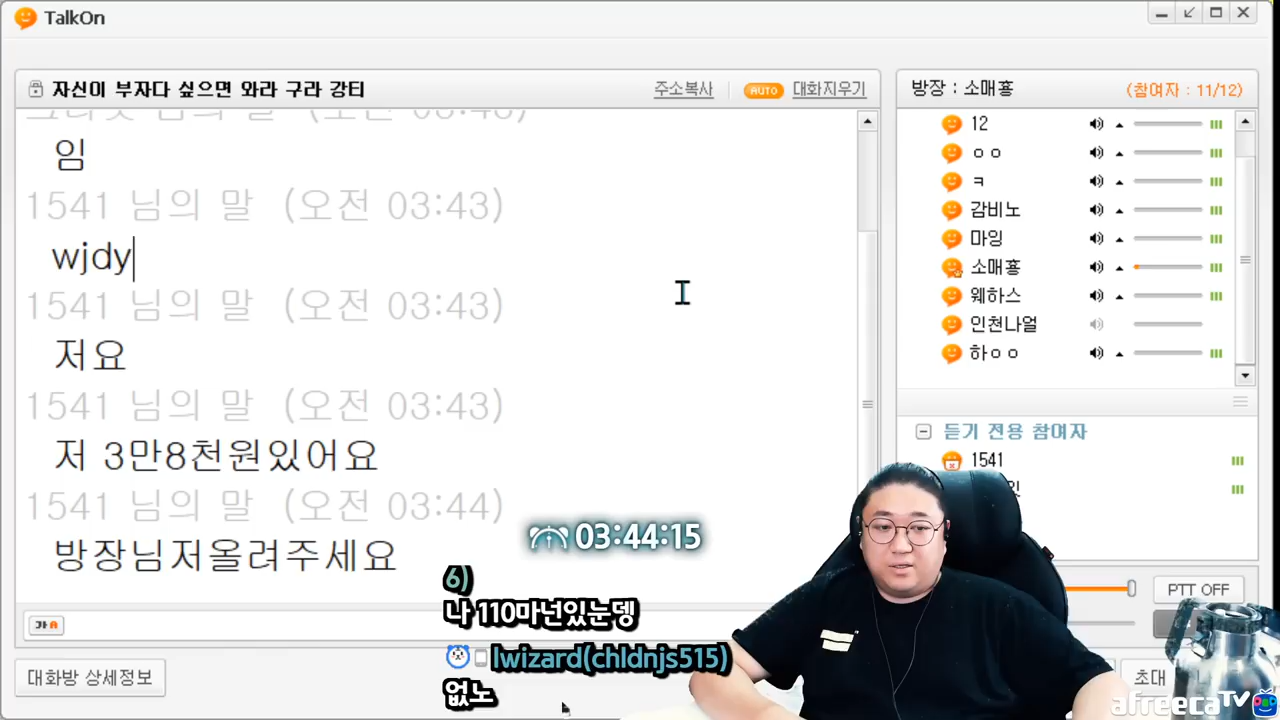 TalkOn
자신이 부자다 싶으면 와라 구라 강티
주소복사
AUTO
대화지우기
임
1541 님의 말 (오전 03:43)
wjdy
1541 님의 말 (오전 03:43)
저요
1541 님의 말 (오전 03:43)
저 3만8천원있어요
1541 님의 말 (오전 03:44)
방장님저올려주세요
가A
대화방 상세정보
방장 : 소매홍
(참여자 : 11/12)
12
ㅇㅇ
ㅋ
감비노
마잉
소매홍
웨하스
인천나얼
하ㅇㅇ
듣기 전용 참여자
1541
PTT OFF
초대
03:44:15
6)
나 110마넌있눈뎅
lwizard(chldnjs515)
없노
afreecaTV